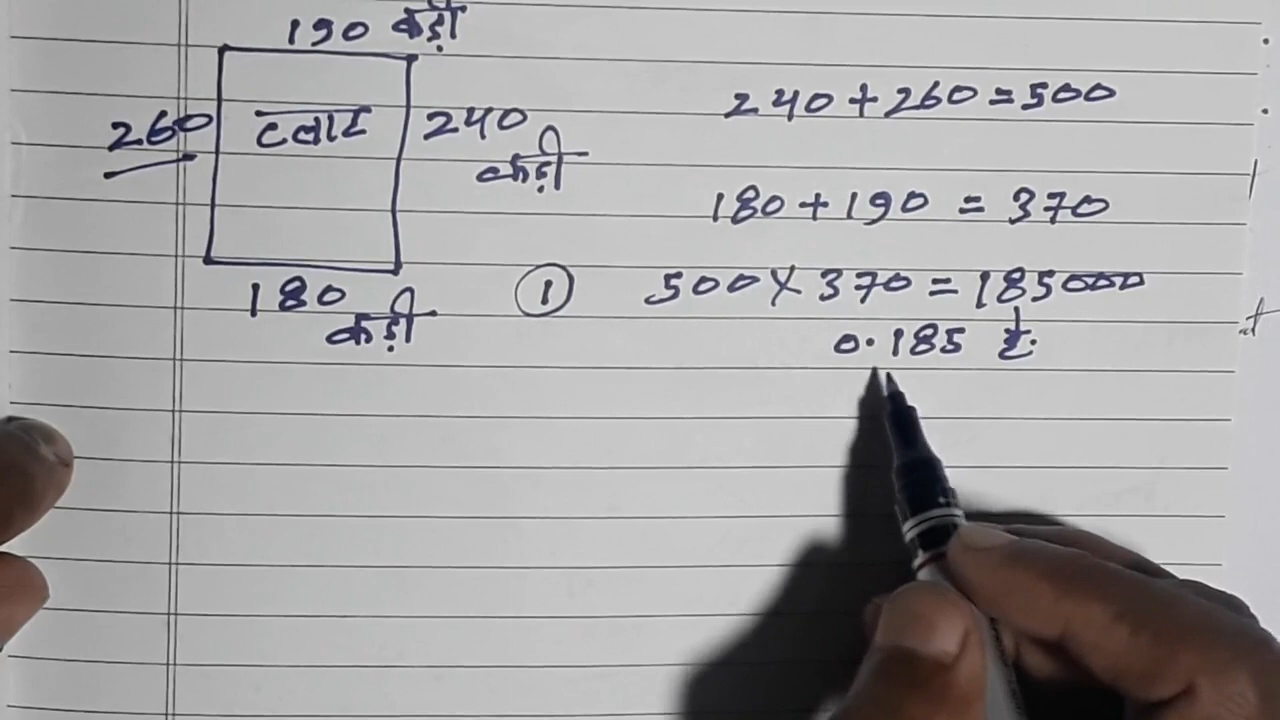 190 कड़ी
260 प्लाट 240 कड़ी
180 कड़ी
240+260=500
180+190 = 370
① 500×370=185000
0.185 हे.